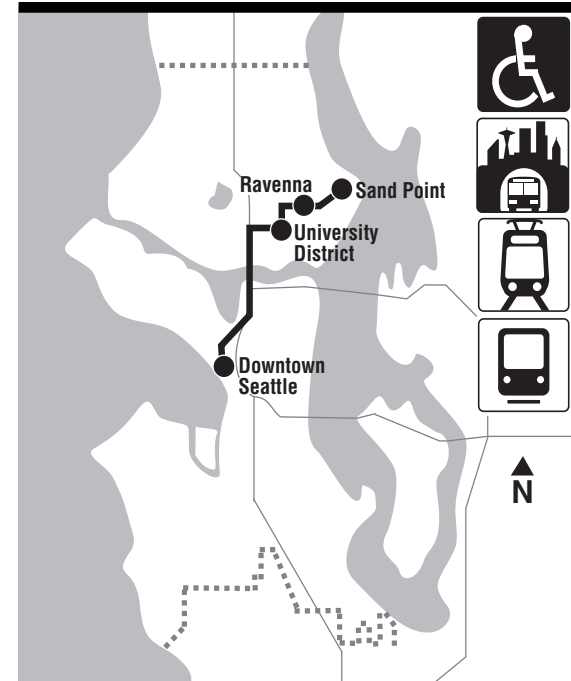 Ravenna
Sand Point
University
District
Downtown
Seattle
N